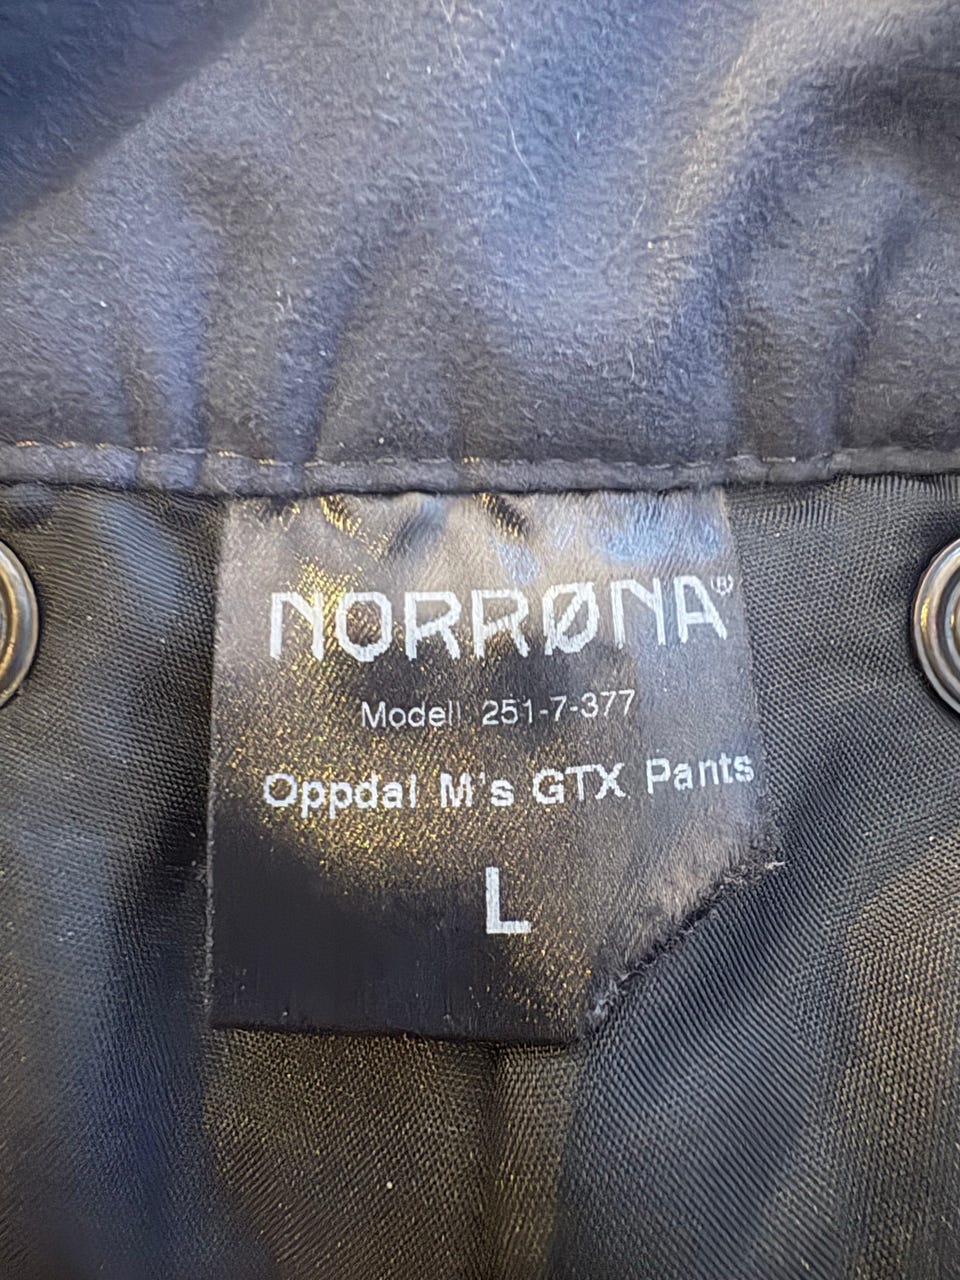 NORRØNA®
Modell 251-7-377
Oppdal M's GTX Pants
L